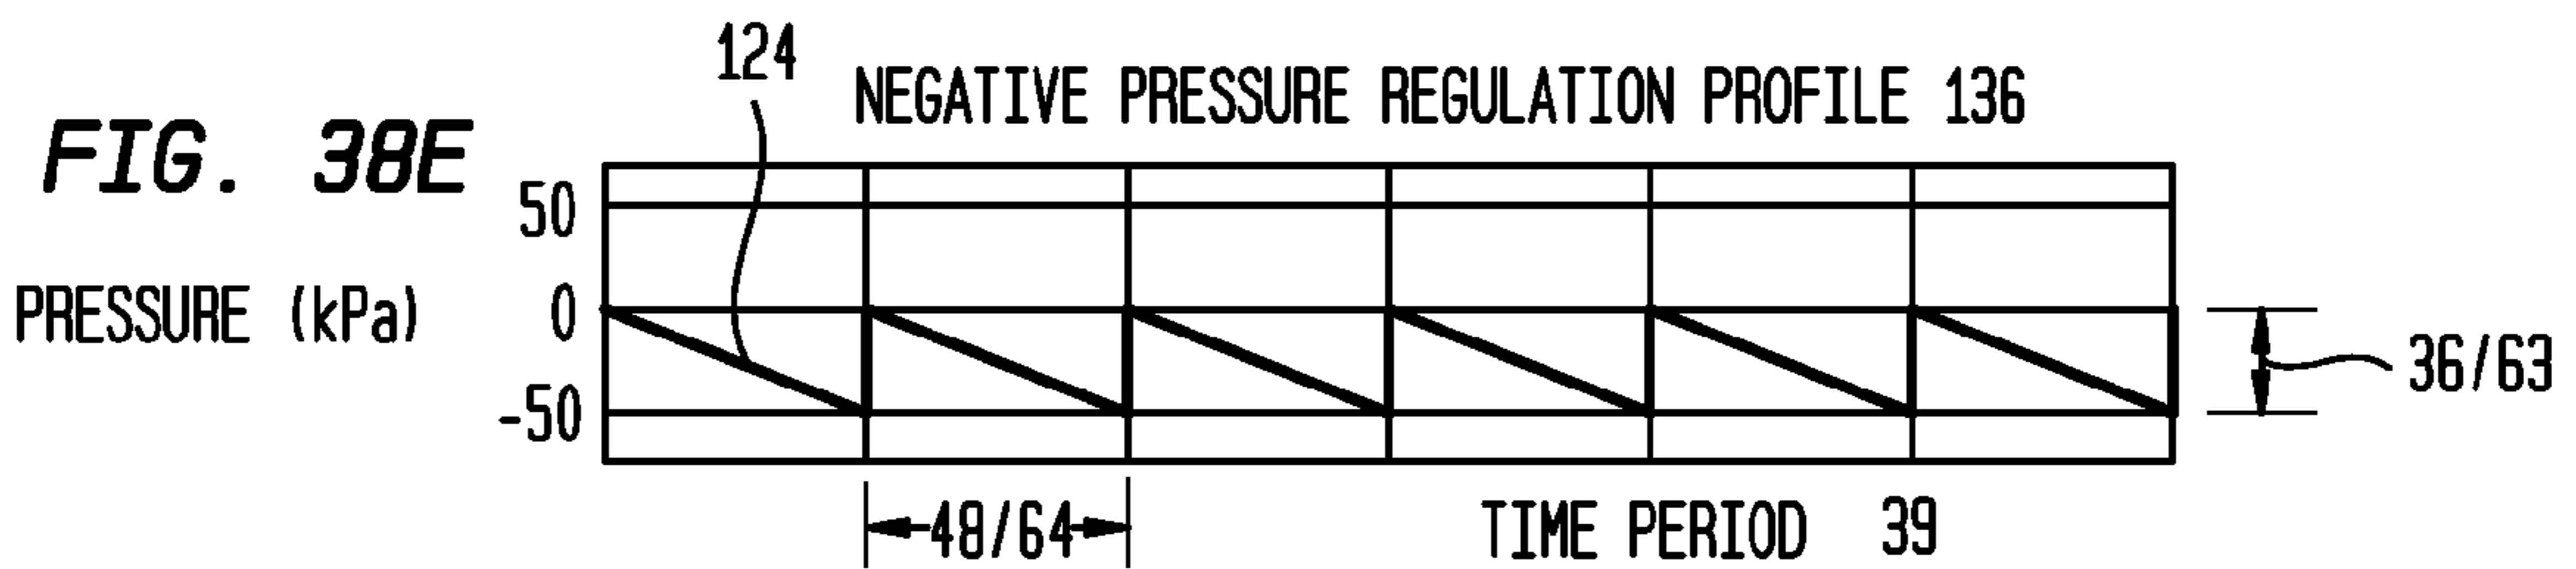 FIG. 38E
124
NEGATIVE PRESSURE REGULATION PROFILE 136
50
PRESSURE (kPa)
0
-50
36/63
48/64
TIME PERIOD 39